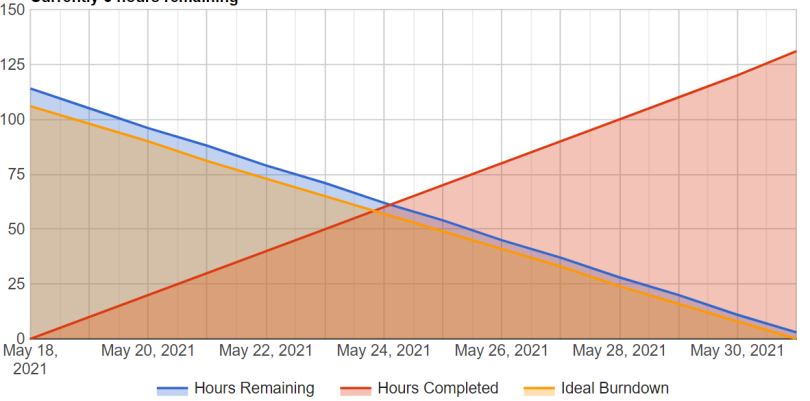 150
125
100
75
50
25
0
May 18, 2021
May 20, 2021
May 22, 2021
May 24, 2021
May 26, 2021
May 28, 2021
May 30, 2021
Hours Remaining
Hours Completed
Ideal Burndown